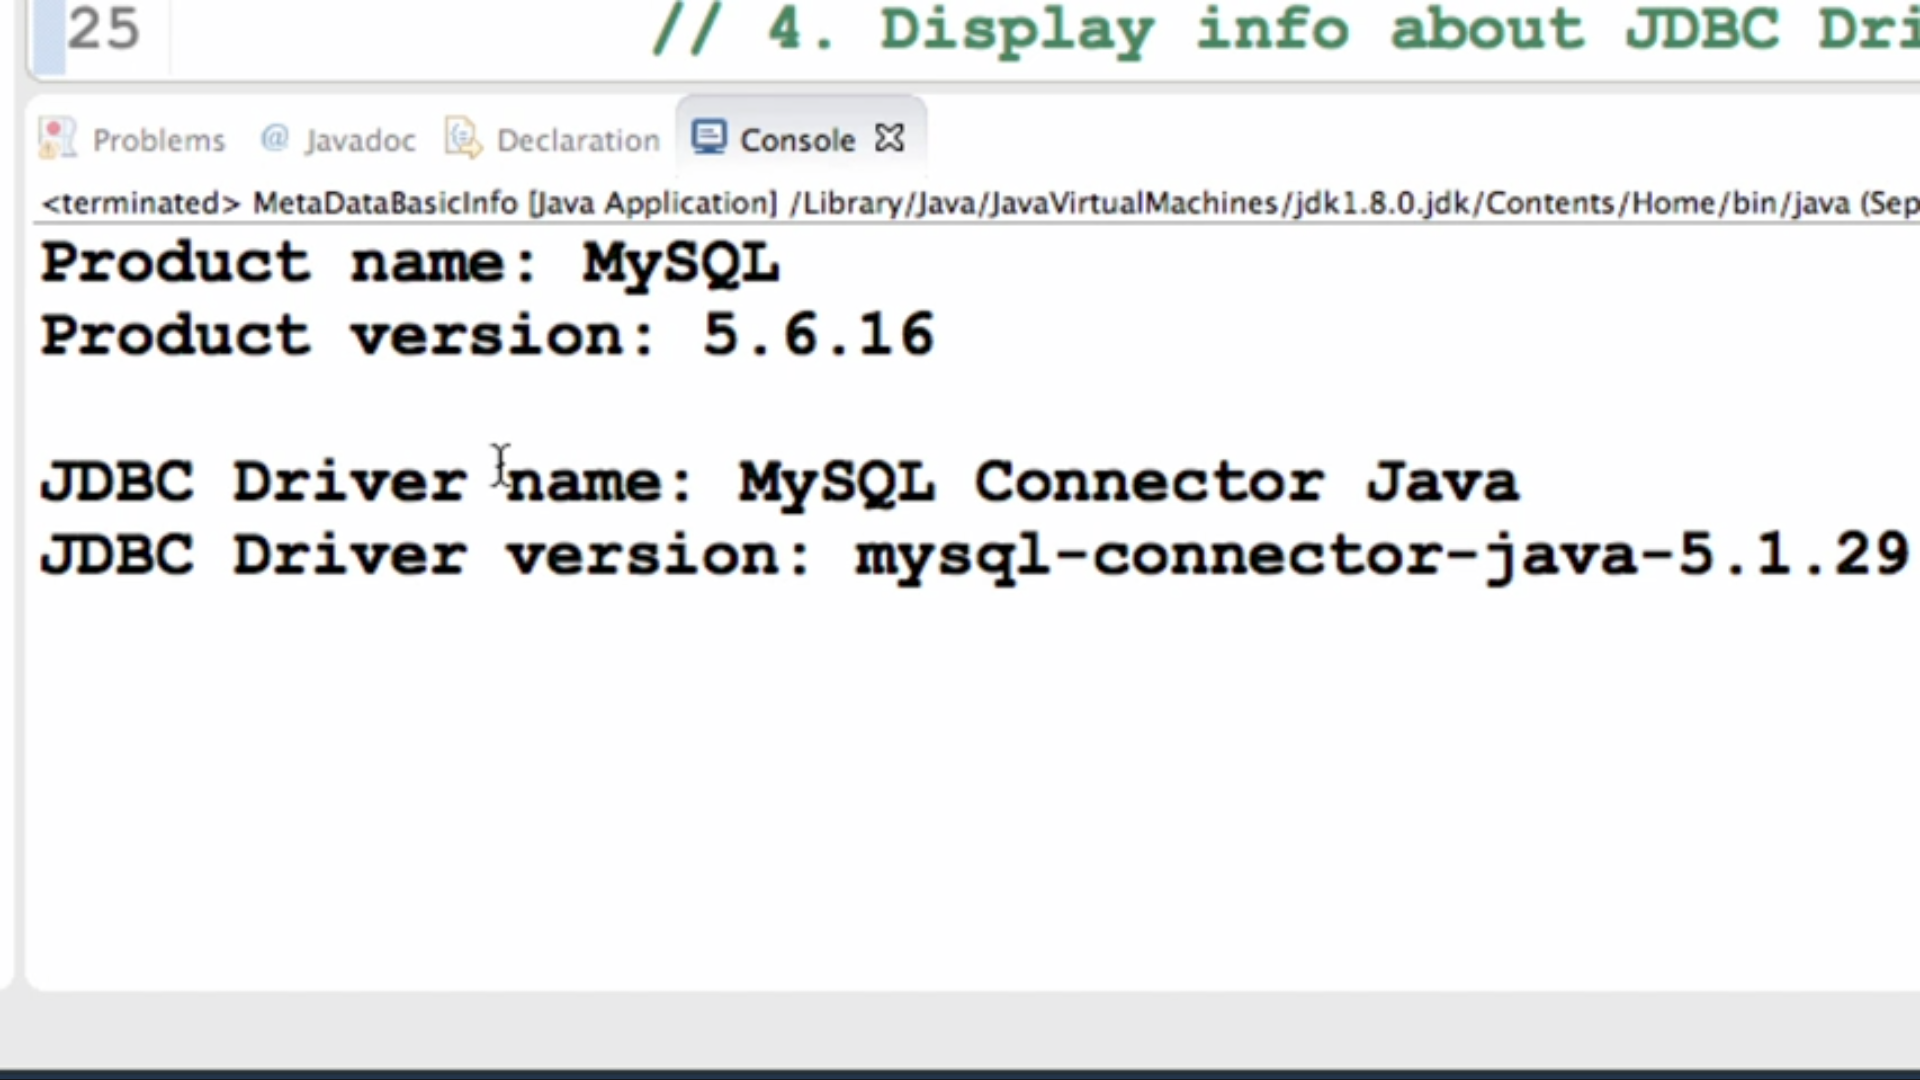 25 // 4. Display info about JDBC Dri
Problems @ Javadoc Declaration Console
<terminated> MetaDataBasicInfo [Java Application] /Library/Java/JavaVirtualMachines/jdk1.8.0.jdk/Contents/Home/bin/java (Sep
Product name: MySQL
Product version: 5.6.16
JDBC Driver name: MySQL Connector Java
JDBC Driver version: mysql-connector-java-5.1.29